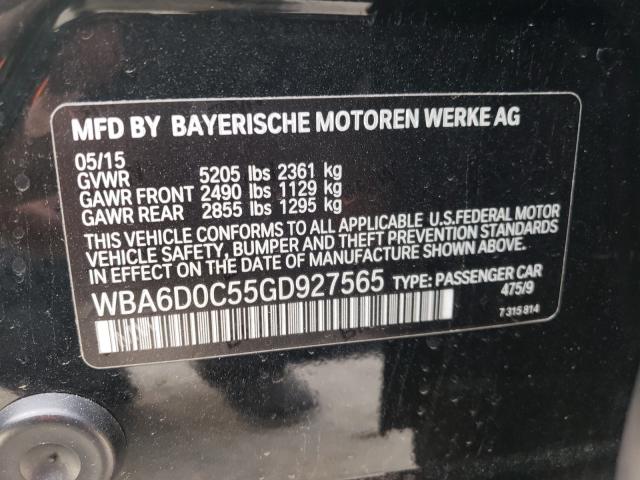 MFD BY BAYERISCHE MOTOREN WERKE AG
05/15
GVWR 5205 lbs 2361 kg
GAWR FRONT 2490 lbs 1129 kg
GAWR REAR 2855 lbs 1295 kg
THIS VEHICLE CONFORMS TO ALL APPLICABLE U.S.FEDERAL MOTOR
VEHICLE SAFETY, BUMPER AND THEFT PREVENTION STANDARDS
IN EFFECT ON THE DATE OF MANUFACTURE SHOWN ABOVE.
WBA6D0C55GD927565 TYPE: PASSENGER CAR
475/9
7 315 814